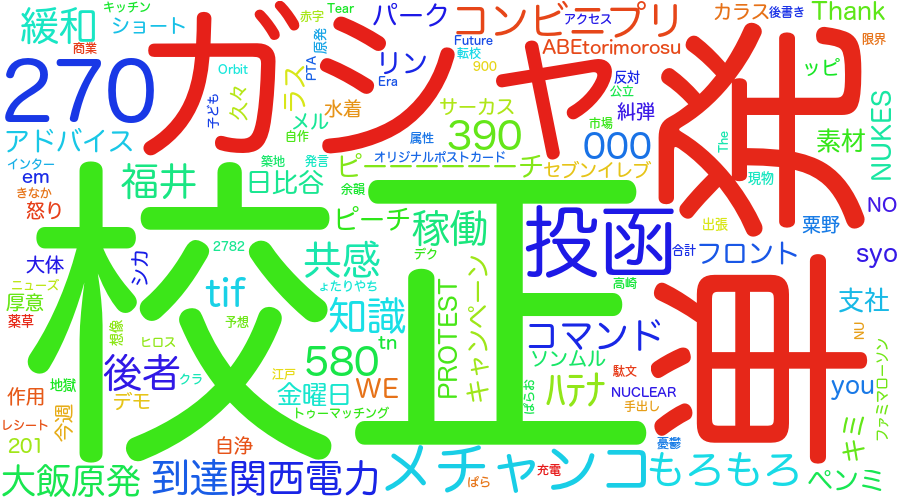 キッチン
緩和
ショート
商業
270
ガシャ
赤字
Tear
原発
PTA
パーク
リン
Future
Era
コンビニプリ
アクセス
カラス
後書き
Thank
限界
ABEtorimorosu
転校
900
ッピ
反対
公立
糾弾
市場
サーカス
390
000
The
素材
NUKES
Orbit
久々
ラス
水着
メル
自作
子ども
属性
アドバイス
インター
em
きなか
怒り
福井
築地
発言
オリジナルポストカード
日比谷
余韻
ピーーーーーチ
セブンイレブ
現物
NO
校正
ピーチ
稼働
デク
投函
出張
粟野
合計
フロント
syo
洋
発
2782
共感
ょたりやち
高崎
大体
シカ
ニューズ
厚意
薬草
tif
知識
予想
想像
ヒロス
PROTEST
キャンペーン
コマンド
支社
NU
ファミマローソン
後者
クラ
580
tn
ソンムル
駄文
地獄
作用
デモ
江戸
金曜日
WE
ハテナ
ぱらお
NUCLEAR
手出し
you
レシート
201
今週
トゥーマッチング
自浄
憂鬱
キミ
大飯原発
到達
関西電力
メチャンコ
ぱら
充電
もろもろ
ペンミ